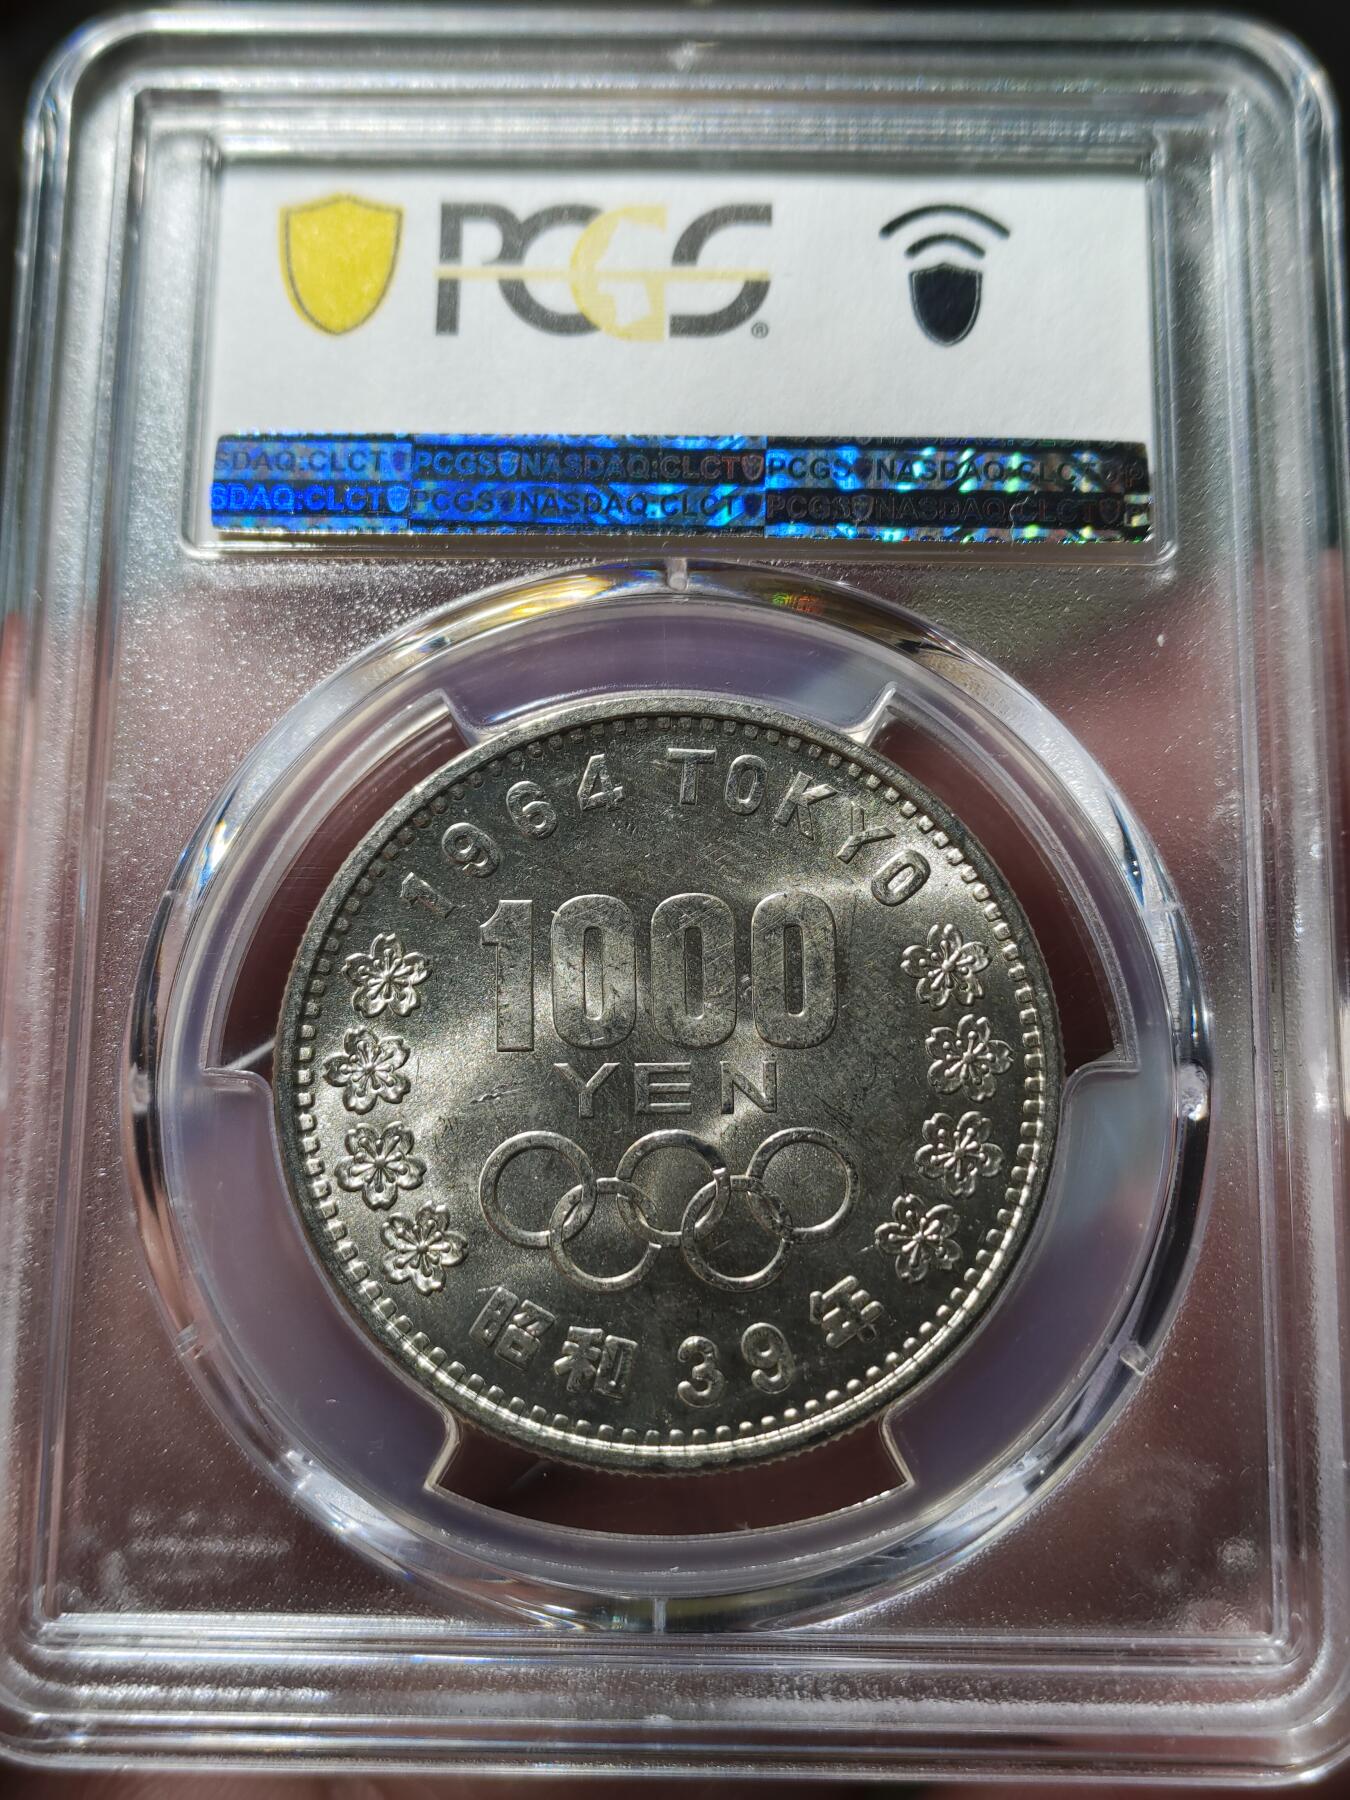 PCGS®
SDAQ:CLCT PCGS NASDAQ:CLCT PCGS NASDAQ:CLCT P
SDAQ:CLCT PCGS NASDAQ:CLCT PCGS NASDAQ:CLCT P
1964 TOKYO
1000
YEN
昭和 39 年